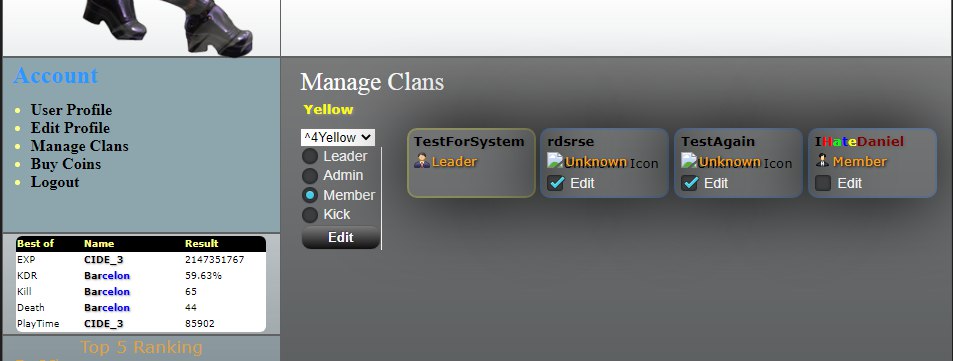 Account
User Profile
Edit Profile
Manage Clans
Buy Coins
Logout
Best of Name Result
EXP CIDE_3 2147351767
KDR Barcelon 59.63%
Kill Barcelon 65
Death Barcelon 44
PlayTime CIDE_3 85902
Top 5 Ranking
Manage Clans
Yellow
^4Yellow
Leader
Admin
Member
Kick
Edit
TestForSystem
Leader
rdsrse
Unknown Icon
Edit
TestAgain
Unknown Icon
Edit
IHateDaniel
Member
Edit